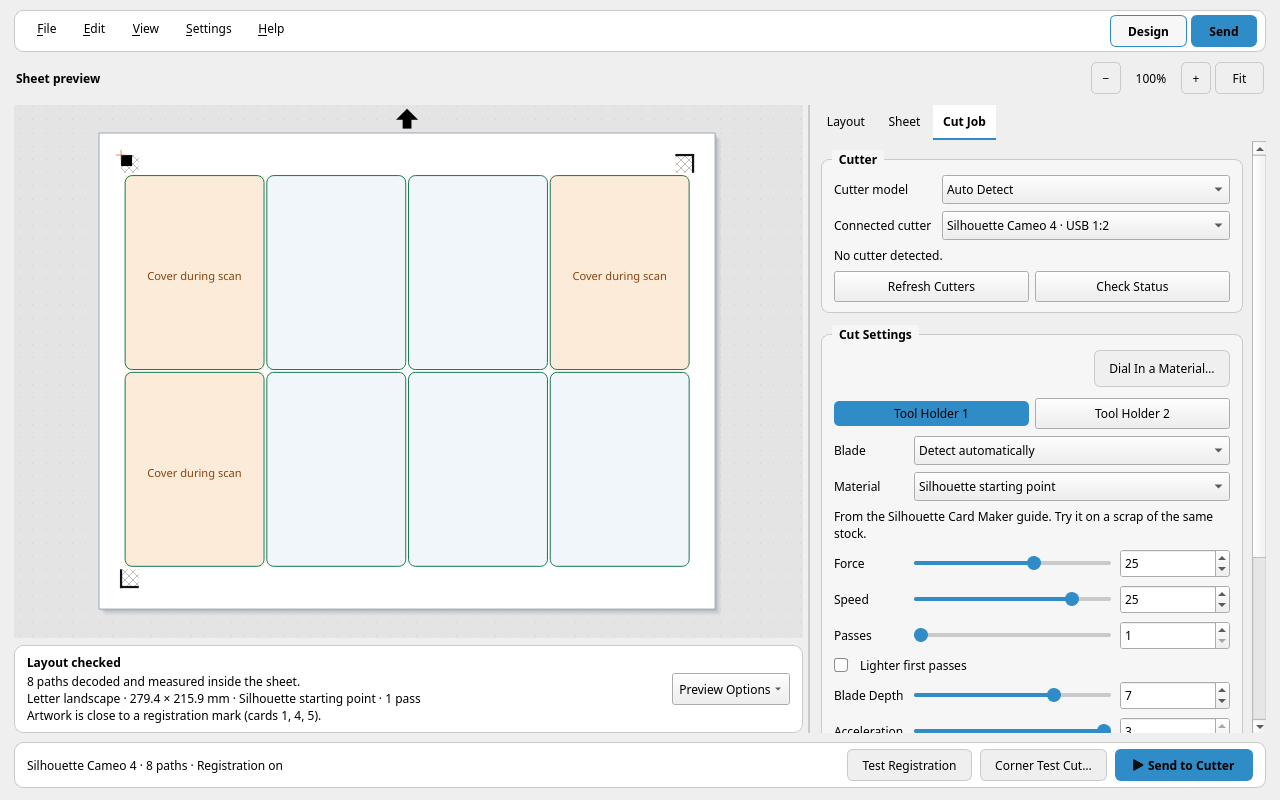 File Edit View Settings Help Design Send
Sheet preview − 100% + Fit
Layout Sheet Cut Job
Cutter
Cutter model Auto Detect
Connected cutter Silhouette Cameo 4 · USB 1:2
No cutter detected.
Refresh Cutters Check Status
Cut Settings
Dial In a Material...
Tool Holder 1 Tool Holder 2
Blade Detect automatically
Material Silhouette starting point
From the Silhouette Card Maker guide. Try it on a scrap of the same
stock.
Force 25
Speed 25
Passes 1
Lighter first passes
Blade Depth 7
Acceleration 3
Cover during scan Cover during scan
Cover during scan
Layout checked
8 paths decoded and measured inside the sheet.
Letter landscape · 279.4 × 215.9 mm · Silhouette starting point · 1 pass
Artwork is close to a registration mark (cards 1, 4, 5).
Preview Options
Silhouette Cameo 4 · 8 paths · Registration on Test Registration Corner Test Cut... Send to Cutter